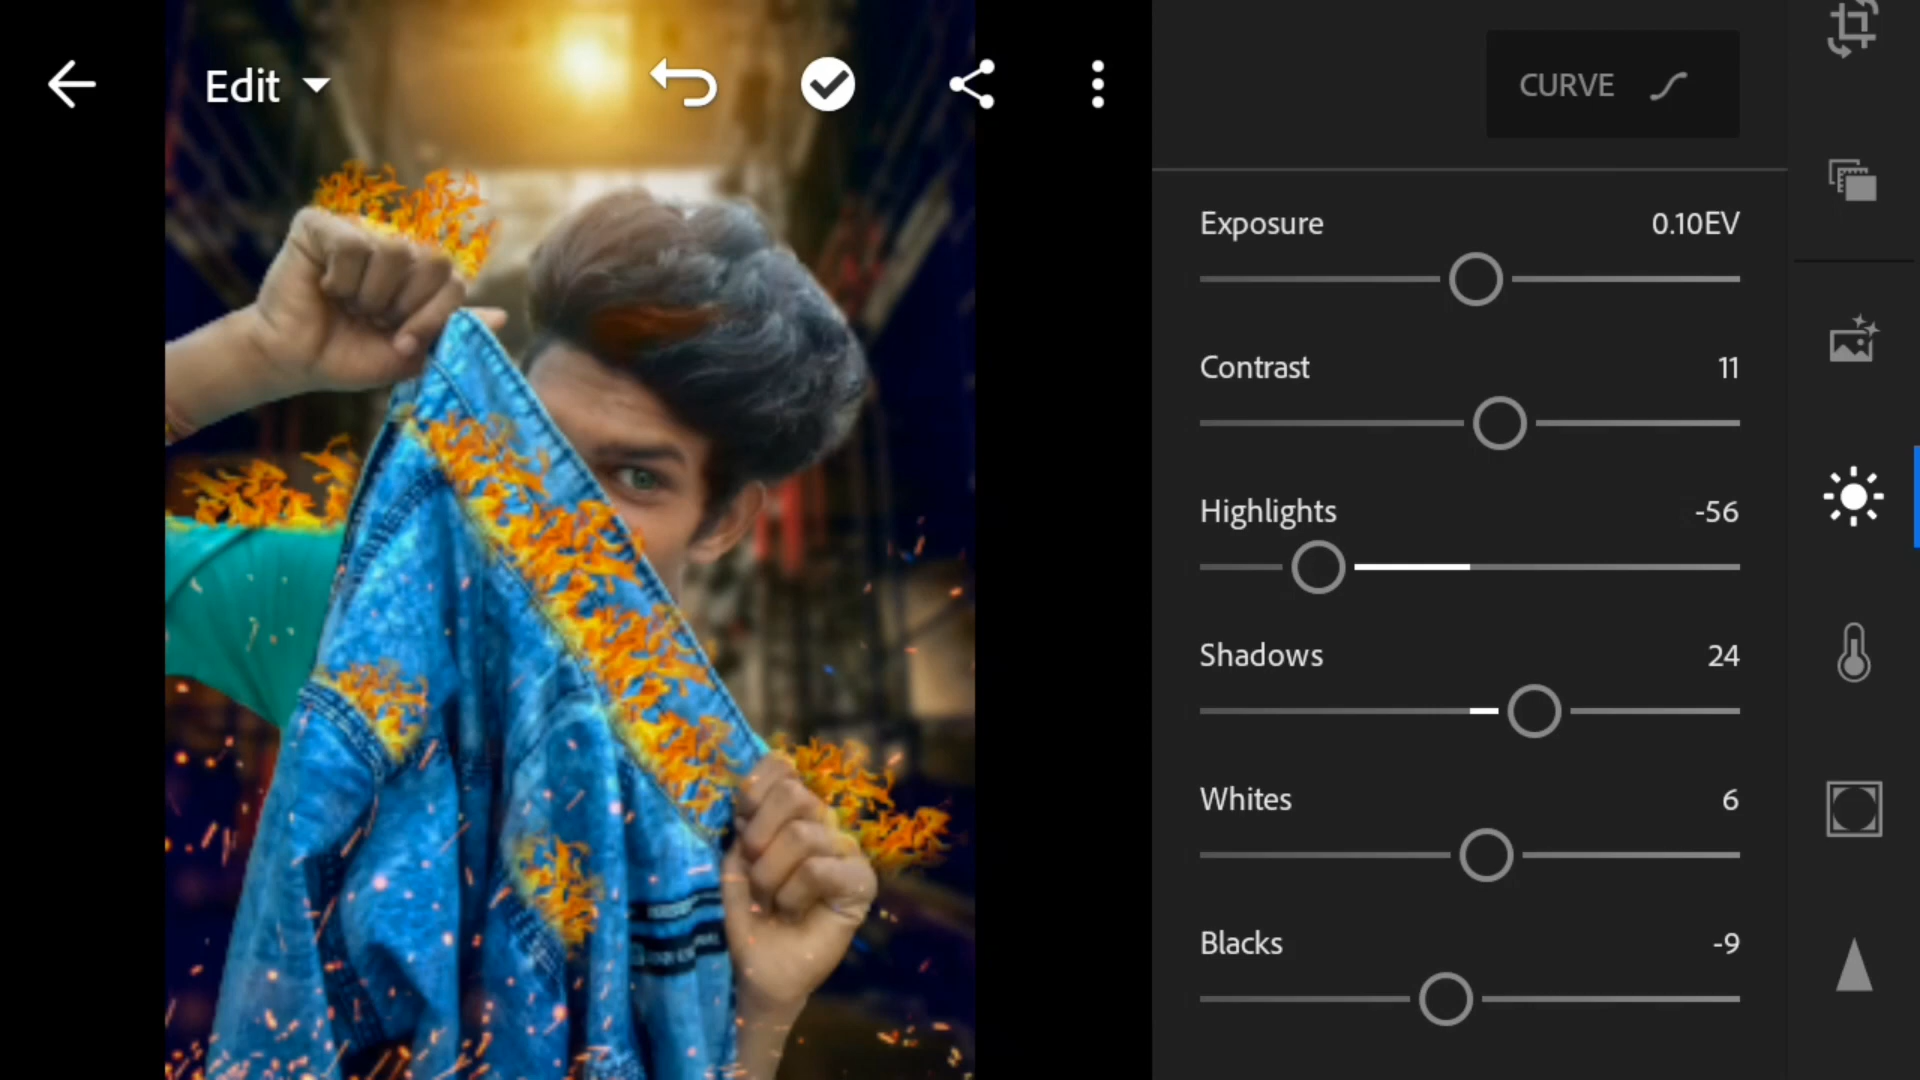 Edit
CURVE
Exposure 0.10EV
Contrast 11
Highlights -56
Shadows 24
Whites 6
Blacks -9